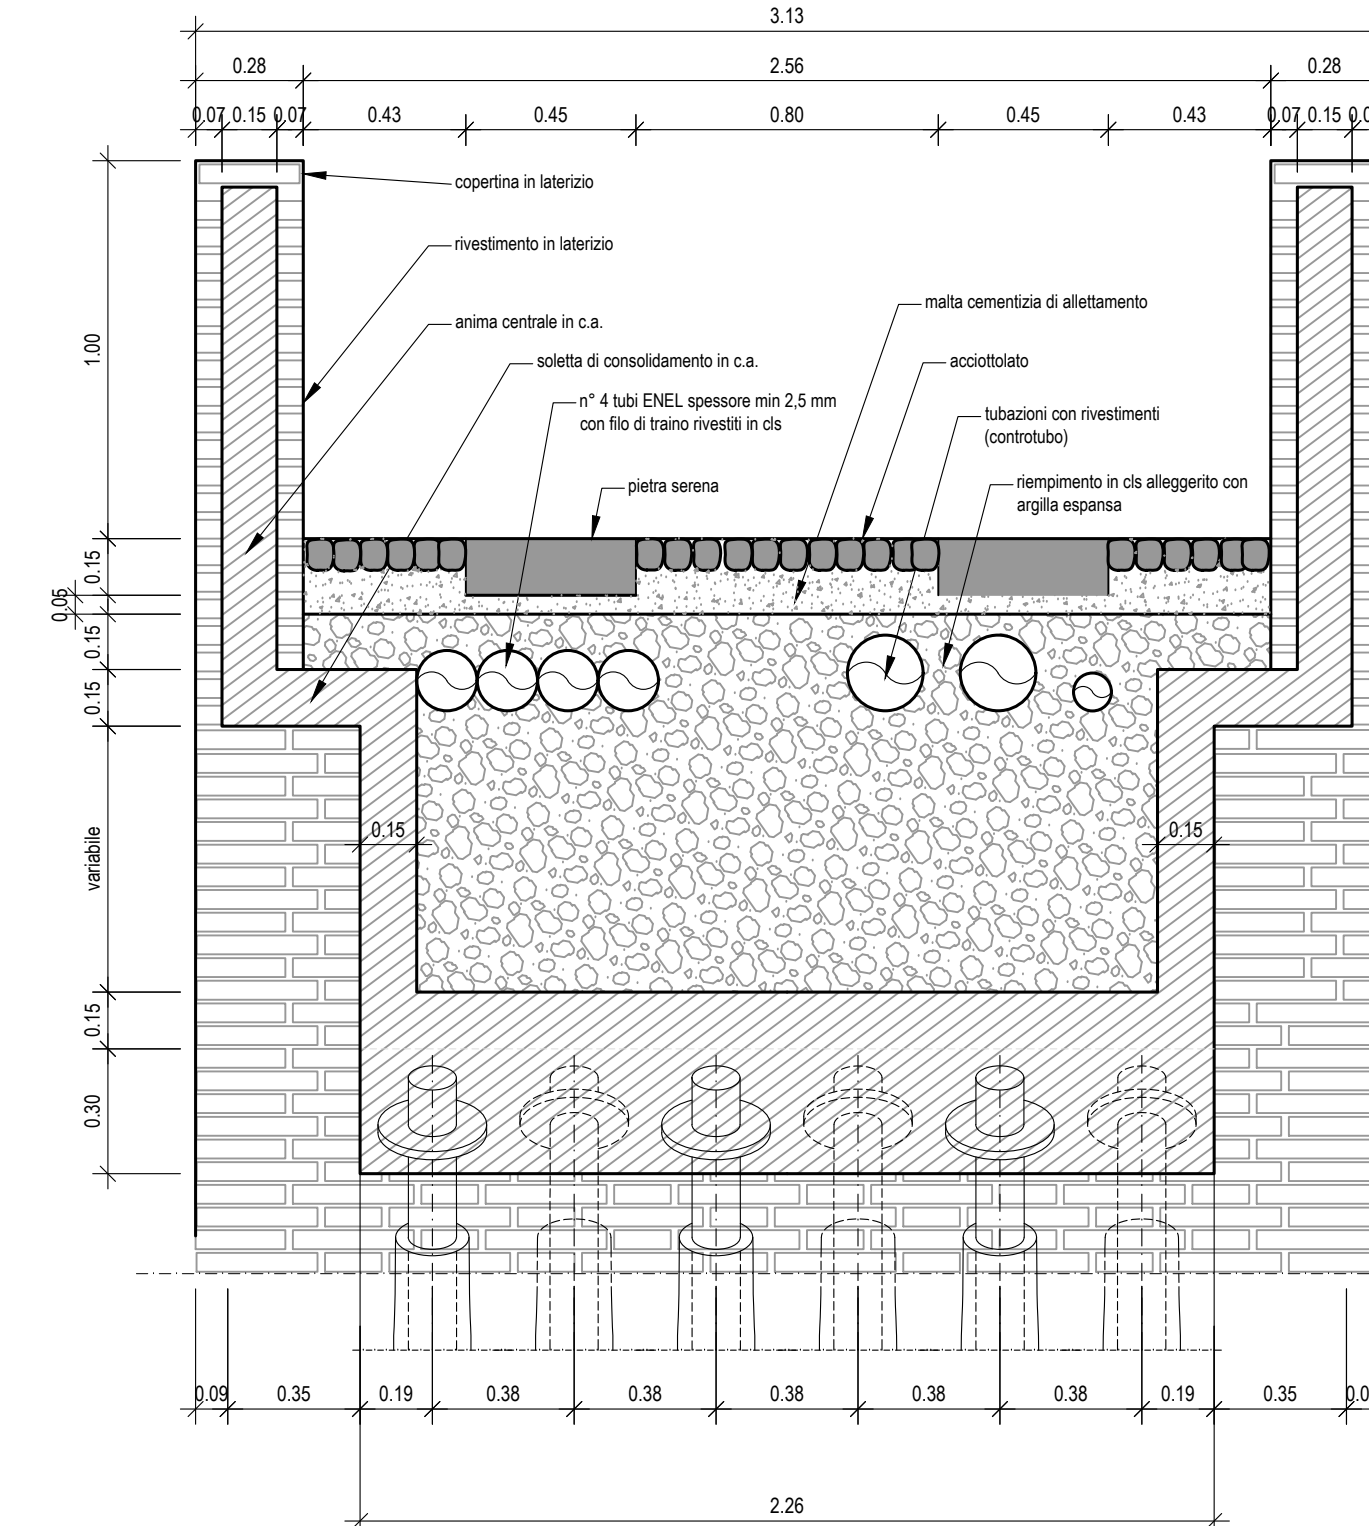 3.13
0.28 2.56 0.28
0.07 0.15 0.07 0.43 0.45 0.80 0.45 0.43 0.07 0.15
copertina in laterizio
rivestimento in laterizio
malta cementizia di allettamento
anima centrale in c.a.
1.00
soletta di consolidamento in c.a.
acciottolato
n° 4 tubi ENEL spessore min 2,5 mm
con filo di traino rivestiti in cls
tubazioni con rivestimenti
(controtubo)
pietra serena
riempimento in cls alleggerito con
argilla espansa
0.15
0.05
0.15
0.15
0.15 0.15
variabile
0.15
0.30
0.09 0.35 0.19 0.38 0.38 0.38 0.38 0.38 0.19 0.35
2.26